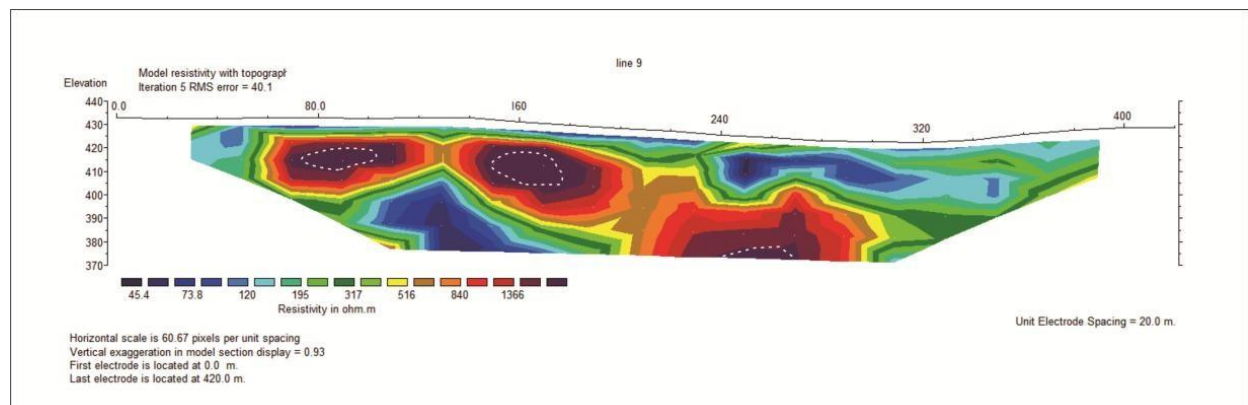 line 9
Model resistivity with topograph
Elevation
Iteration 5 RMS error = 40.1
440
0.0
80.0
160
240
320
400
430
420
410
400
390
380
370
45.4 73.8 120 195 317 516 840 1366
Resistivity in ohm.m
Unit Electrode Spacing = 20.0 m.
Horizontal scale is 60.67 pixels per unit spacing
Vertical exaggeration in model section display = 0.93
First electrode is located at 0.0 m.
Last electrode is located at 420.0 m.